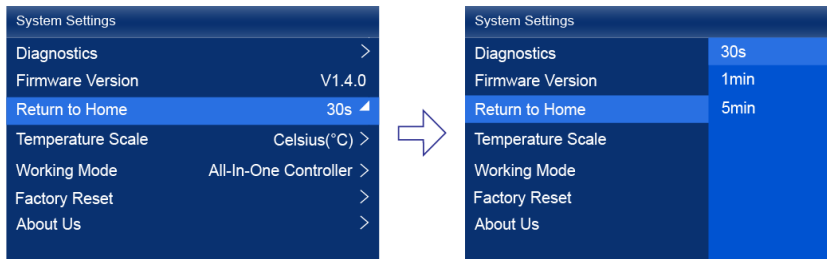 System Settings
Diagnostics >
Firmware Version V1.4.0
Return to Home 30s
Temperature Scale Celsius(°C) >
Working Mode All-In-One Controller >
Factory Reset >
About Us >
System Settings
Diagnostics
Firmware Version
Return to Home
Temperature Scale
Working Mode
Factory Reset
About Us
30s
1min
5min